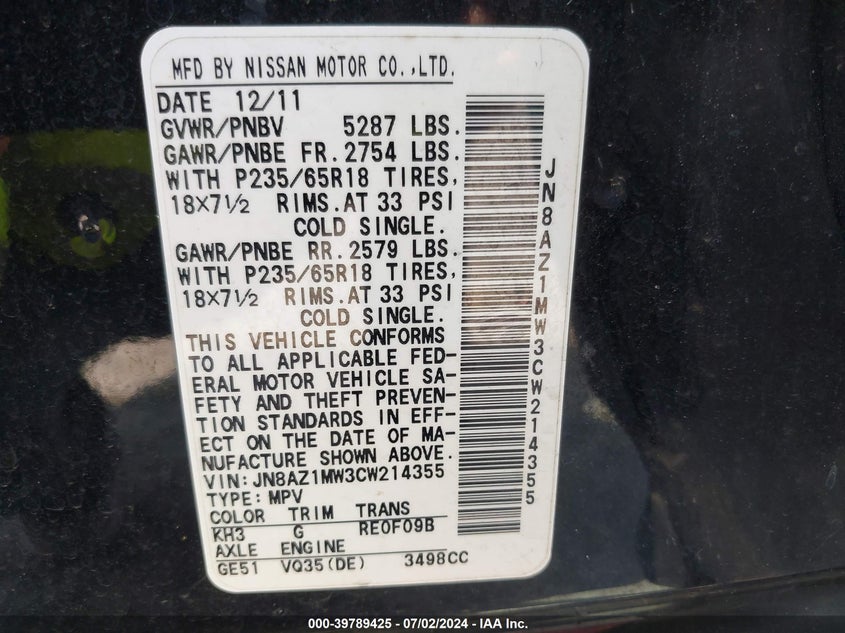 MFD BY NISSAN MOTOR CO.,LTD.
DATE 12/11
GVWR/PNBV 5287 LBS.
GAWR/PNBE FR. 2754 LBS.
WITH P235/65R18 TIRES,
18X7½ RIMS.AT 33 PSI
COLD SINGLE.
GAWR/PNBE RR. 2579 LBS.
WITH P235/65R18 TIRES,
18X7½ RIMS.AT 33 PSI
COLD SINGLE.
THIS VEHICLE CONFORMS
TO ALL APPLICABLE FED-
ERAL MOTOR VEHICLE SA-
FETY AND THEFT PREVEN-
TION STANDARDS IN EFF-
ECT ON THE DATE OF MA-
NUFACTURE SHOWN ABOVE.
VIN:JN8AZ1MW3CW214355
TYPE:MPV
COLOR TRIM TRANS
KH3 G RE0F09B
AXLE ENGINE
GE51 VQ35(DE) 3498CC
JN8AZ1MW3CW214355
000-39789425 - 07/02/2024 - IAA Inc.